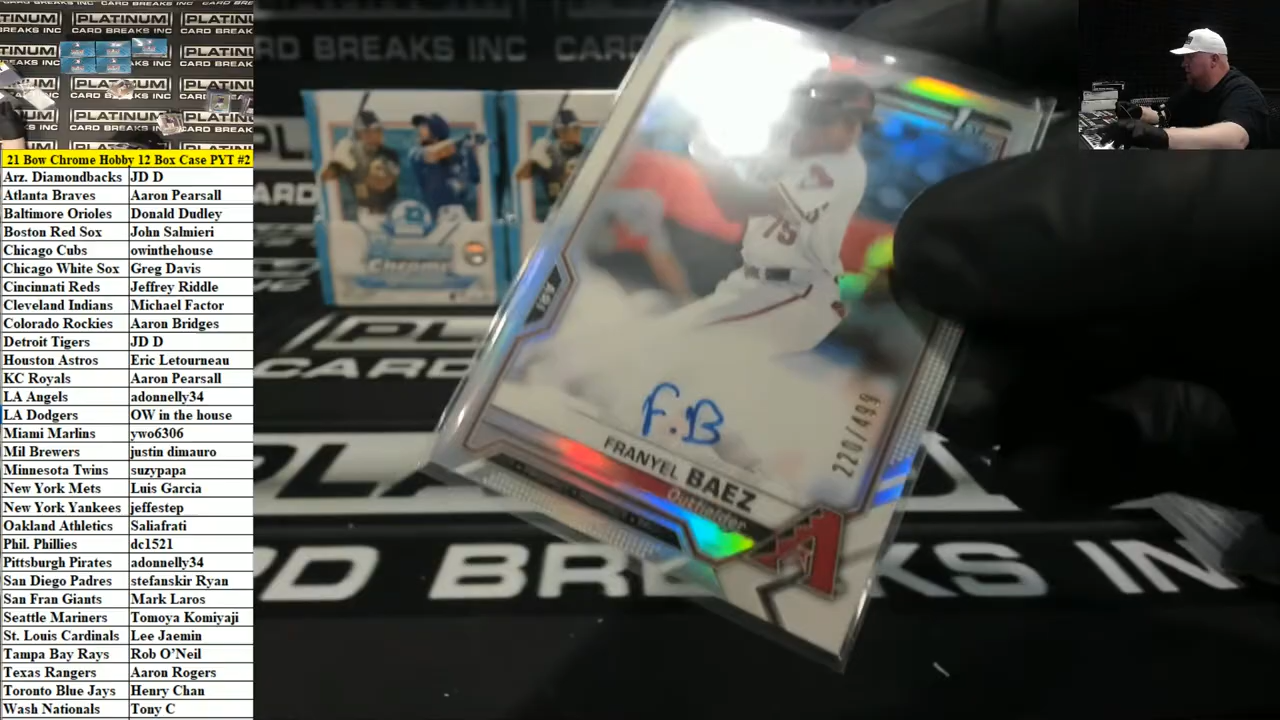 PLATINUM
CARD BREAKS INC
21 Bow Chrome Hobby 12 Box Case PYT #2
Arz. Diamondbacks JD D
Atlanta Braves Aaron Pearsall
Baltimore Orioles Donald Dudley
Boston Red Sox John Salmieri
Chicago Cubs owinthehouse
Chicago White Sox Greg Davis
Cincinnati Reds Jeffrey Riddle
Cleveland Indians Michael Factor
Colorado Rockies Aaron Bridges
Detroit Tigers JD D
Houston Astros Eric Letourneau
KC Royals Aaron Pearsall
LA Angels adonnelly34
LA Dodgers OW in the house
Miami Marlins ywo6306
Mil Brewers justin dimauro
Minnesota Twins suzypapa
New York Mets Luis Garcia
New York Yankees jeffestep
Oakland Athletics Saliafrati
Phil. Phillies dc1521
Pittsburgh Pirates adonnelly34
San Diego Padres stefanskir Ryan
San Fran Giants Mark Laros
Seattle Mariners Tomoya Komiyaji
St. Louis Cardinals Lee Jaemin
Tampa Bay Rays Rob O'Neil
Texas Rangers Aaron Rogers
Toronto Blue Jays Henry Chan
Wash Nationals Tony C
CARD BREAKS INC
Chrome
75
ARI
F.B
220/499
FRANYEL BAEZ
Outfielder
CARD BREAKS INC